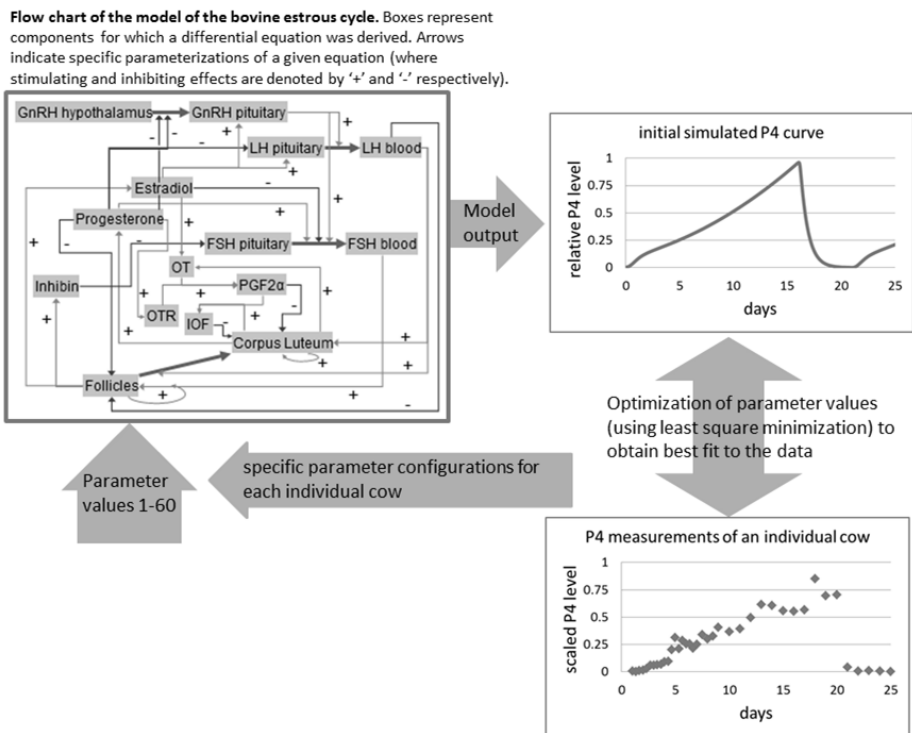 Flow chart of the model of the bovine estrous cycle. Boxes represent
components for which a differential equation was derived. Arrows
indicate specific parameterizations of a given equation (where
stimulating and inhibiting effects are denoted by ‘+’ and ‘-’ respectively).
GnRH hypothalamus
GnRH pituitary
+
-
-
-
+
+
LH pituitary
LH blood
+
Estradiol
-
+
Progesterone
+
+
-
-
FSH pituitary
FSH blood
OT
Inhibin
PGF2α
+
+
+
+
-
+
OTR
IOF
+
-
+
+
Corpus Luteum
+
+
Follicles
+
+
-
Model
output
initial simulated P4 curve
relative P4 level
1
0.75
0.5
0.25
0
0 5 10 15 20 25
days
Optimization of parameter values
(using least square minimization) to
obtain best fit to the data
specific parameter configurations for
each individual cow
Parameter
values 1-60
P4 measurements of an individual cow
scaled P4 level
1
0.75
0.5
0.25
0
0 5 10 15 20 25
days